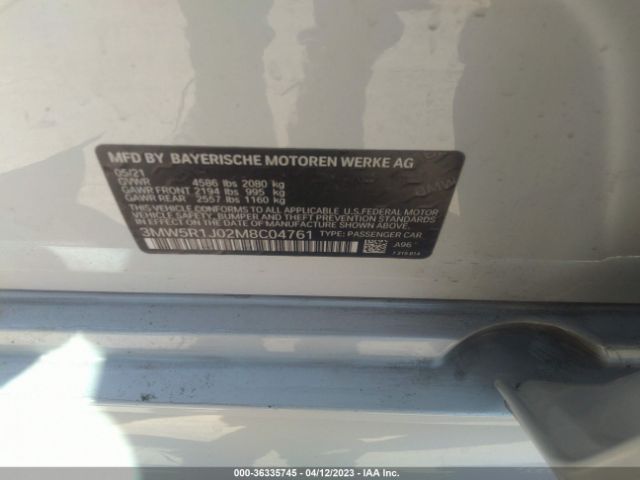 MFD BY BAYERISCHE MOTOREN WERKE AG
05/21
GVWR 4586 lbs 2080 kg
GAWR FRONT 2194 lbs 995 kg
GAWR REAR 2557 lbs 1160 kg
THIS VEHICLE CONFORMS TO ALL APPLICABLE U.S.FEDERAL MOTOR
VEHICLE SAFETY, BUMPER, AND THEFT PREVENTION
STANDARDS IN EFFECT ON THE DATE OF MANUFACTURE SHOWN ABOVE.
3MW5R1J02M8C04761 TYPE: PASSENGER CAR
A96
000-36335745 - 04/12/2023 - IAA Inc.